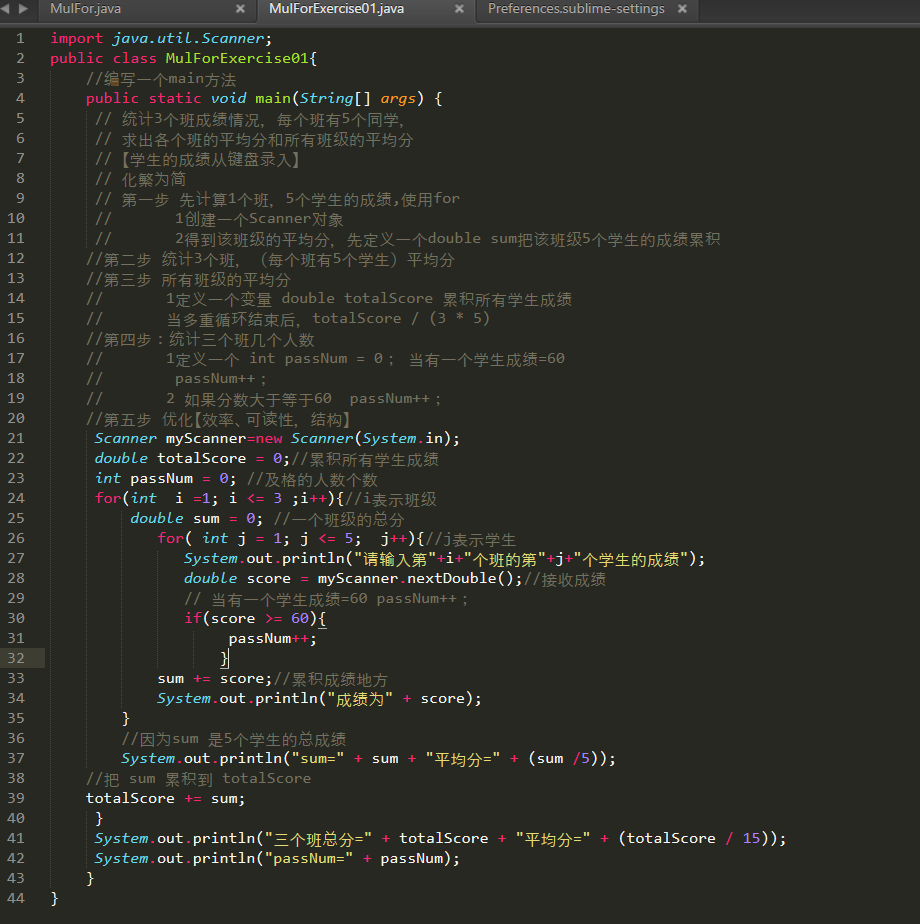 MulFor.java × MulForExercise01.java × Preferences.sublime-settings ×
1 import java.util.Scanner;
2 public class MulForExercise01{
3 //编写一个main方法
4 public static void main(String[] args) {
5 // 统计3个班成绩情况，每个班有5个同学，
6 // 求出各个班的平均分和所有班级的平均分
7 //【学生的成绩从键盘录入】
8 // 化繁为简
9 // 第一步 先计算1个班，5个学生的成绩,使用for
10 // 1创建一个Scanner对象
11 // 2得到该班级的平均分，先定义一个double sum把该班级5个学生的成绩累积
12 //第二步 统计3个班，（每个班有5个学生）平均分
13 //第三步 所有班级的平均分
14 // 1定义一个变量 double totalScore 累积所有学生成绩
15 // 当多重循环结束后，totalScore / (3 * 5)
16 //第四步：统计三个班几个人数
17 // 1定义一个 int passNum = 0； 当有一个学生成绩=60
18 // passNum++；
19 // 2 如果分数大于等于60 passNum++；
20 //第五步 优化【效率、可读性，结构】
21 Scanner myScanner=new Scanner(System.in);
22 double totalScore = 0;//累积所有学生成绩
23 int passNum = 0; //及格的人数个数
24 for(int i =1; i <= 3 ;i++){//i表示班级
25 double sum = 0; //一个班级的总分
26 for( int j = 1; j <= 5; j++){//j表示学生
27 System.out.println("请输入第"+i+"个班的第"+j+"个学生的成绩");
28 double score = myScanner.nextDouble();//接收成绩
29 // 当有一个学生成绩=60 passNum++；
30 if(score >= 60){
31 passNum++;
32 }
33 sum += score;//累积成绩地方
34 System.out.println("成绩为" + score);
35 }
36 //因为sum 是5个学生的总成绩
37 System.out.println("sum=" + sum + "平均分=" + (sum /5));
38 //把 sum 累积到 totalScore
39 totalScore += sum;
40 }
41 System.out.println("三个班总分=" + totalScore + "平均分=" + (totalScore / 15));
42 System.out.println("passNum=" + passNum);
43 }
44 }